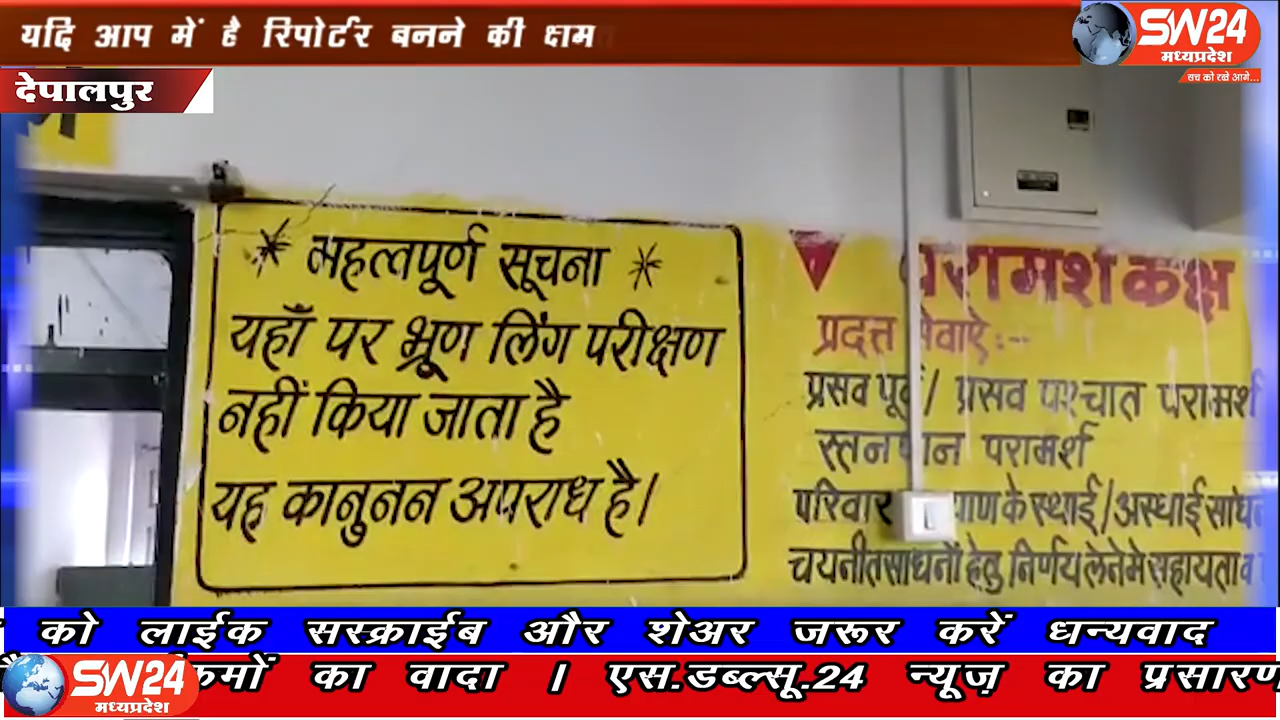 यदि आप में है रिपोर्टर बनने की क्षम
SW24
मध्यप्रदेश
सच को रखे आगे...
देपालपुर
* महत्वपूर्ण सूचना *
यहाँ पर भ्रूण लिंग परीक्षण
नहीं किया जाता है
यह कानुनन अपराध है।
परामर्श कक्ष
प्रदत्त सेवाऐ:--
प्रसव पूर्व/ प्रसव पश्चात परामर्श
स्तनपान परामर्श
परिवार के स्थाई/अस्थाई
चयनीत साधनों हेतु निर्णय लेने मे सहायता व
को लाईक सस्क्राईब और शेअर जरूर करें धन्यवाद
SW24
मध्यप्रदेश
का वादा । एस.डब्ल्सू.24 न्यूज़ का प्रसारण